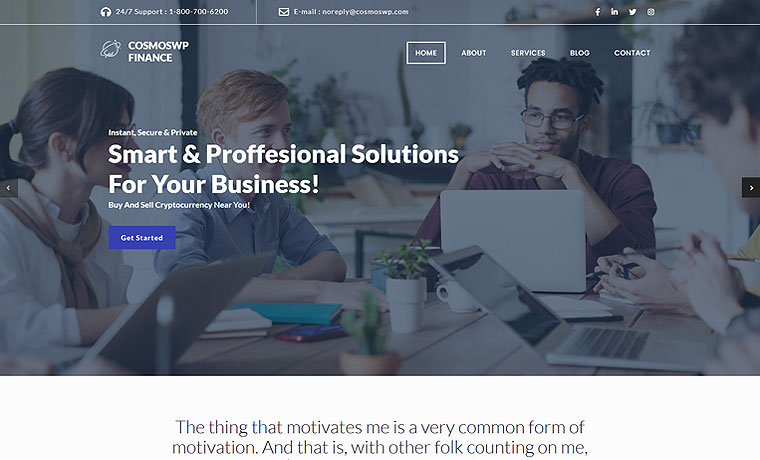 24/7 Support : 1-800-700-6200
E-mail : noreply@cosmoswp.com
COSMOSWP
FINANCE
HOME
ABOUT
SERVICES
BLOG
CONTACT
Instant, Secure & Private
Smart & Proffesional Solutions
For Your Business!
Buy And Sell Cryptocurrency Near You!
Get Started
The thing that motivates me is a very common form of
motivation. And that is, with other folk counting on me,